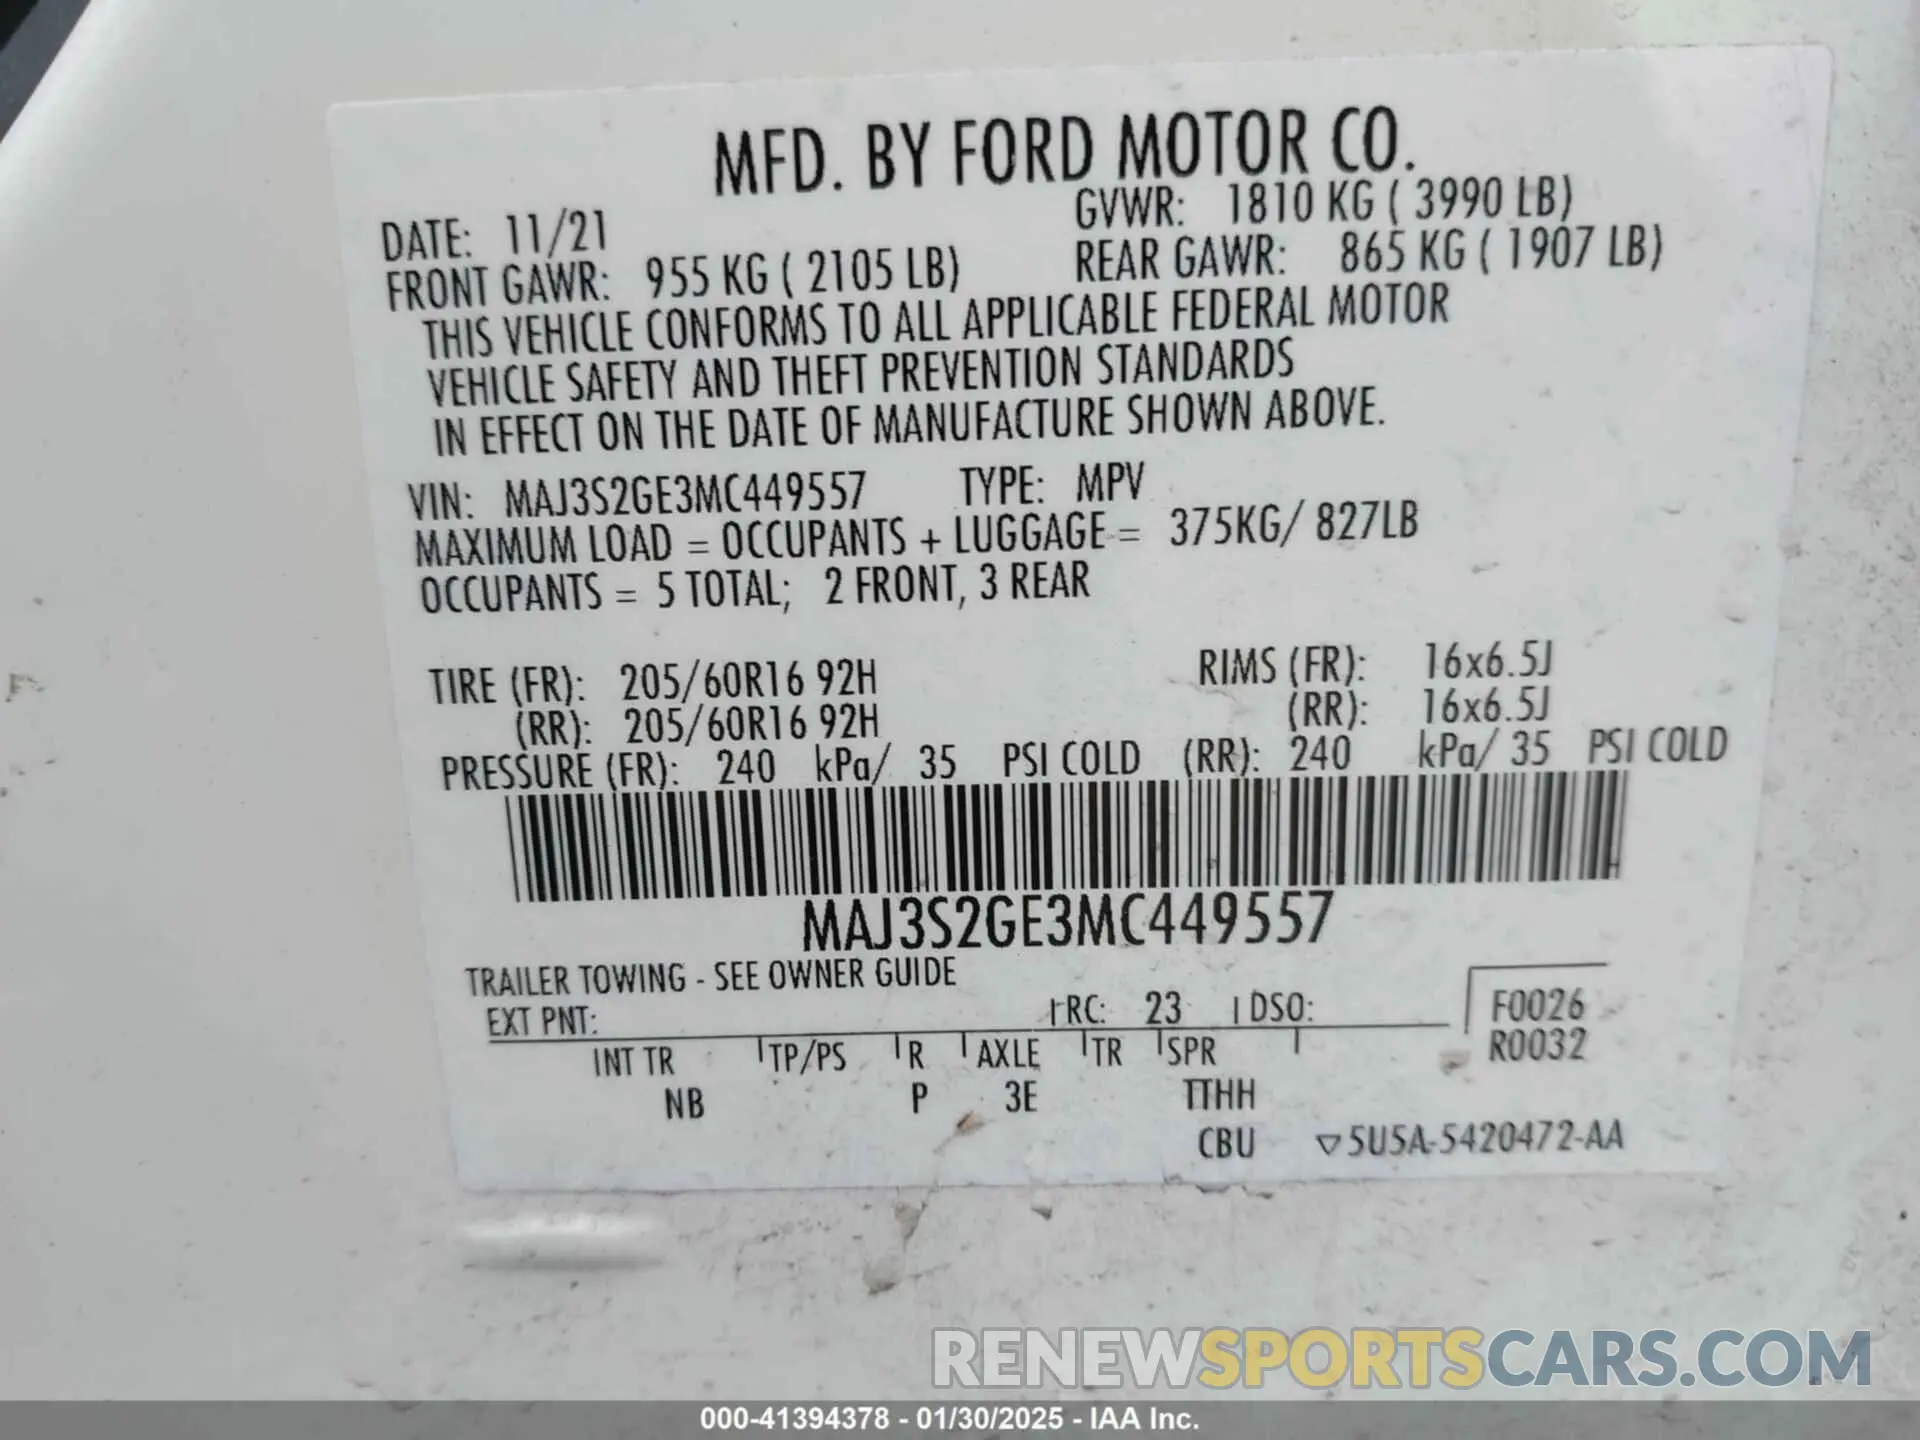 MFD. BY FORD MOTOR CO.
DATE: 11/21 GVWR: 1810 KG ( 3990 LB)
FRONT GAWR: 955 KG ( 2105 LB) REAR GAWR: 865 KG ( 1907 LB)
THIS VEHICLE CONFORMS TO ALL APPLICABLE FEDERAL MOTOR
VEHICLE SAFETY AND THEFT PREVENTION STANDARDS
IN EFFECT ON THE DATE OF MANUFACTURE SHOWN ABOVE.
VIN: MAJ3S2GE3MC449557 TYPE: MPV
MAXIMUM LOAD = OCCUPANTS + LUGGAGE = 375KG/ 827LB
OCCUPANTS = 5 TOTAL; 2 FRONT, 3 REAR
TIRE (FR): 205/60R16 92H RIMS (FR): 16x6.5J
(RR): 205/60R16 92H (RR): 16x6.5J
PRESSURE (FR): 240 kPa/ 35 PSI COLD (RR): 240 kPa/ 35 PSI COLD
MAJ3S2GE3MC449557
TRAILER TOWING - SEE OWNER GUIDE
EXT PNT: RC: 23 DSO: F0026
INT TR TP/PS R AXLE TR SPR R0032
NB P 3E TTHH
CBU ▽5U5A-5420472-AA
RENEWSPORTSCARS.COM
000-41394378 - 01/30/2025 - IAA Inc.